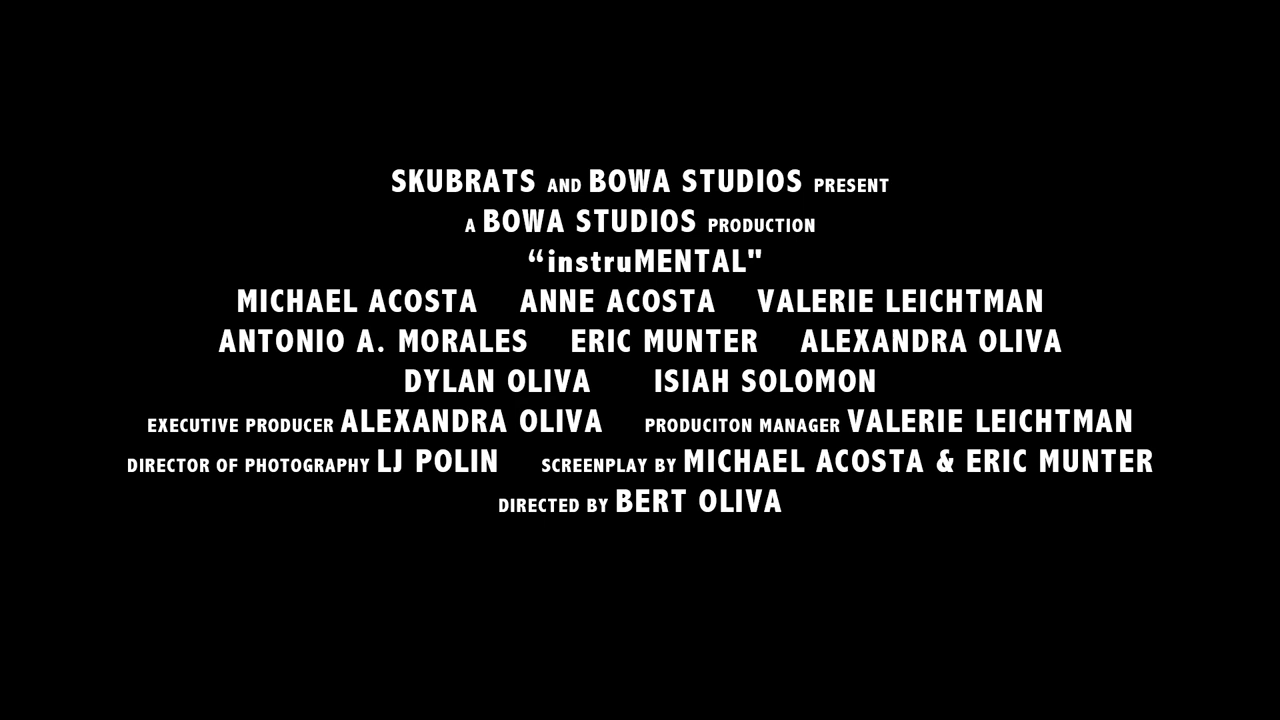 SKUBRATS AND BOWA STUDIOS PRESENT
A BOWA STUDIOS PRODUCTION
“instruMENTAL"
MICHAEL ACOSTA ANNE ACOSTA VALERIE LEICHTMAN
ANTONIO A. MORALES ERIC MUNTER ALEXANDRA OLIVA
DYLAN OLIVA ISIAH SOLOMON
EXECUTIVE PRODUCER ALEXANDRA OLIVA PRODUCITON MANAGER VALERIE LEICHTMAN
DIRECTOR OF PHOTOGRAPHY LJ POLIN SCREENPLAY BY MICHAEL ACOSTA & ERIC MUNTER
DIRECTED BY BERT OLIVA